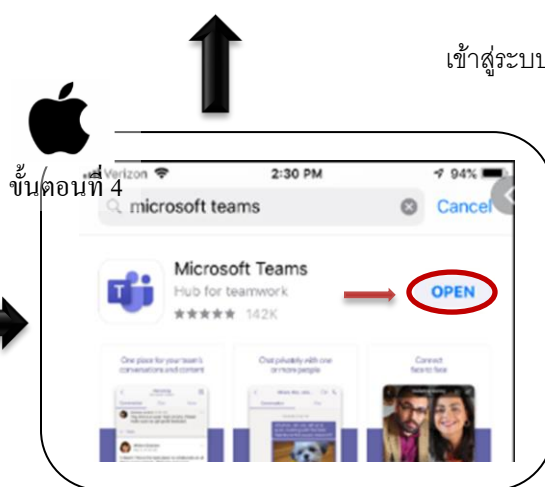 เข้าสู่ระบบ
ขั้นตอนที่ 4
Verizon 2:30 PM 94%
microsoft teams Cancel
Microsoft Teams
Hub for teamwork
OPEN
★★★★★ 142K
One place for your team's conversations and content
Chat privately with one or more people
Connect face to face